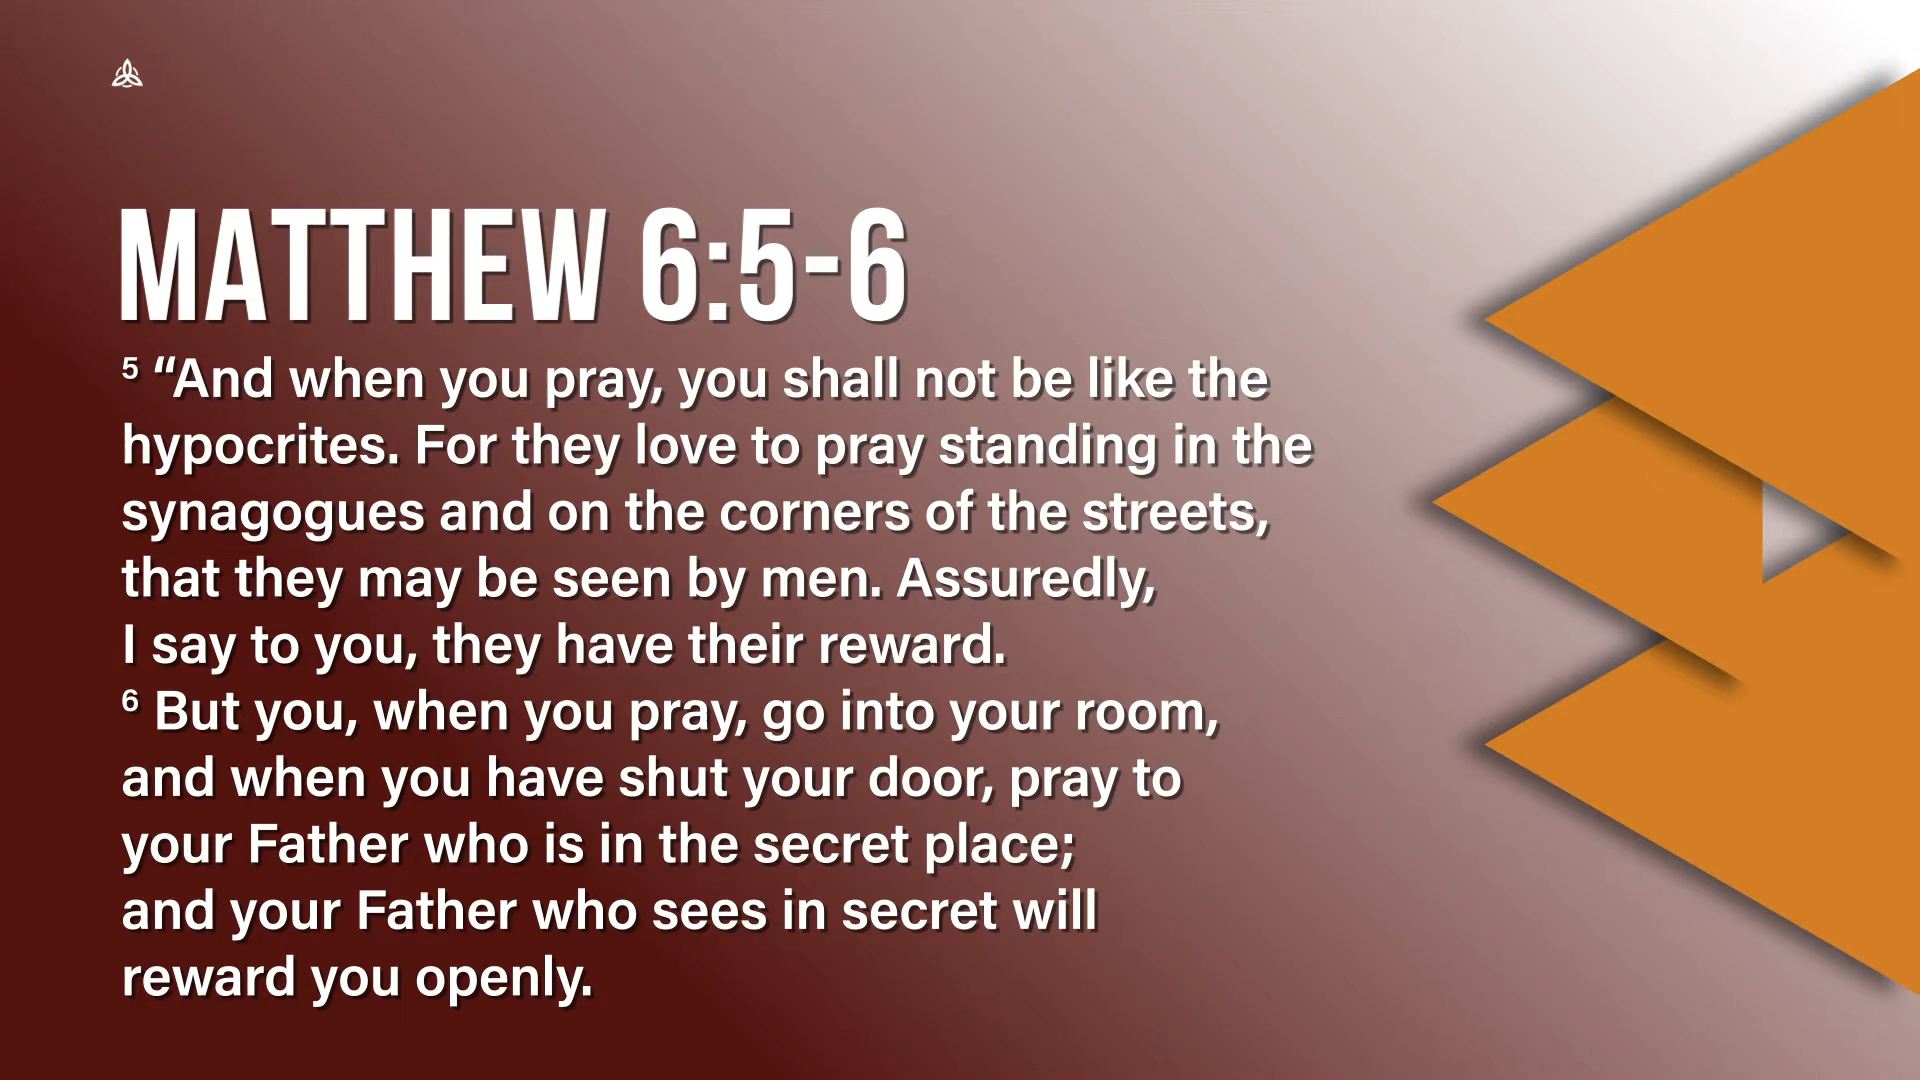 MATTHEW 6:5-6
5 “And when you pray, you shall not be like the
hypocrites. For they love to pray standing in the
synagogues and on the corners of the streets,
that they may be seen by men. Assuredly,
I say to you, they have their reward.
6 But you, when you pray, go into your room,
and when you have shut your door, pray to
your Father who is in the secret place;
and your Father who sees in secret will
reward you openly.